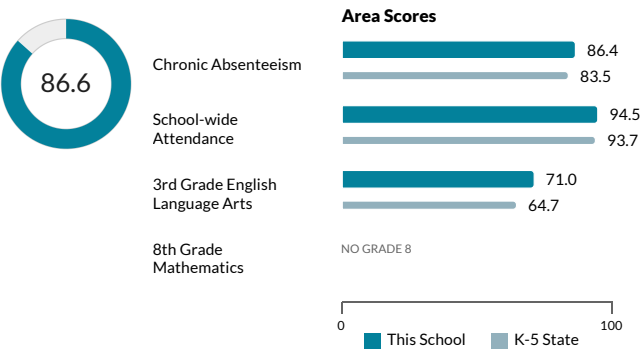 86.6
Area Scores
Chronic Absenteeism
86.4
83.5
School-wide
Attendance
94.5
93.7
3rd Grade English
Language Arts
71.0
64.7
8th Grade
Mathematics
NO GRADE 8
0
100
This School
K-5 State